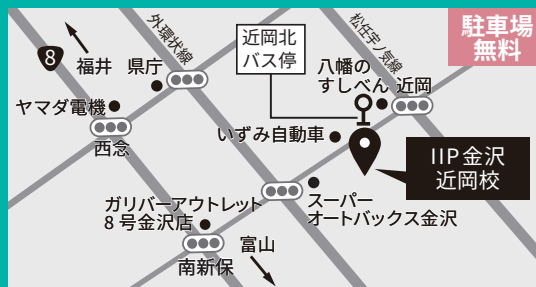 駐車場
無料
外環状線
松任宇ノ気線
近岡北
バス停
8
福井
県庁
八幡の
すしべん
近岡
ヤマダ電機
西念
いずみ自動車
IIP金沢
近岡校
ガリバーアウトレット
8号金沢店
スーパー
オートバックス金沢
富山
南新保